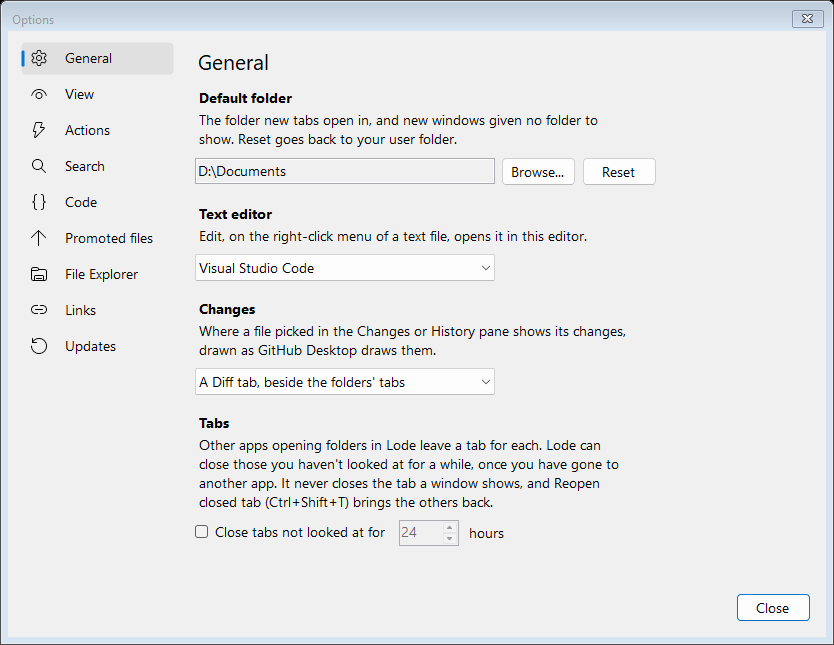 Options
General
View
Actions
Search
Code
Promoted files
File Explorer
Links
Updates
General
Default folder
The folder new tabs open in, and new windows given no folder to
show. Reset goes back to your user folder.
D:\Documents
Browse...
Reset
Text editor
Edit, on the right-click menu of a text file, opens it in this editor.
Visual Studio Code
Changes
Where a file picked in the Changes or History pane shows its changes,
drawn as GitHub Desktop draws them.
A Diff tab, beside the folders' tabs
Tabs
Other apps opening folders in Lode leave a tab for each. Lode can
close those you haven't looked at for a while, once you have gone to
another app. It never closes the tab a window shows, and Reopen
closed tab (Ctrl+Shift+T) brings the others back.
Close tabs not looked at for 24 hours
Close